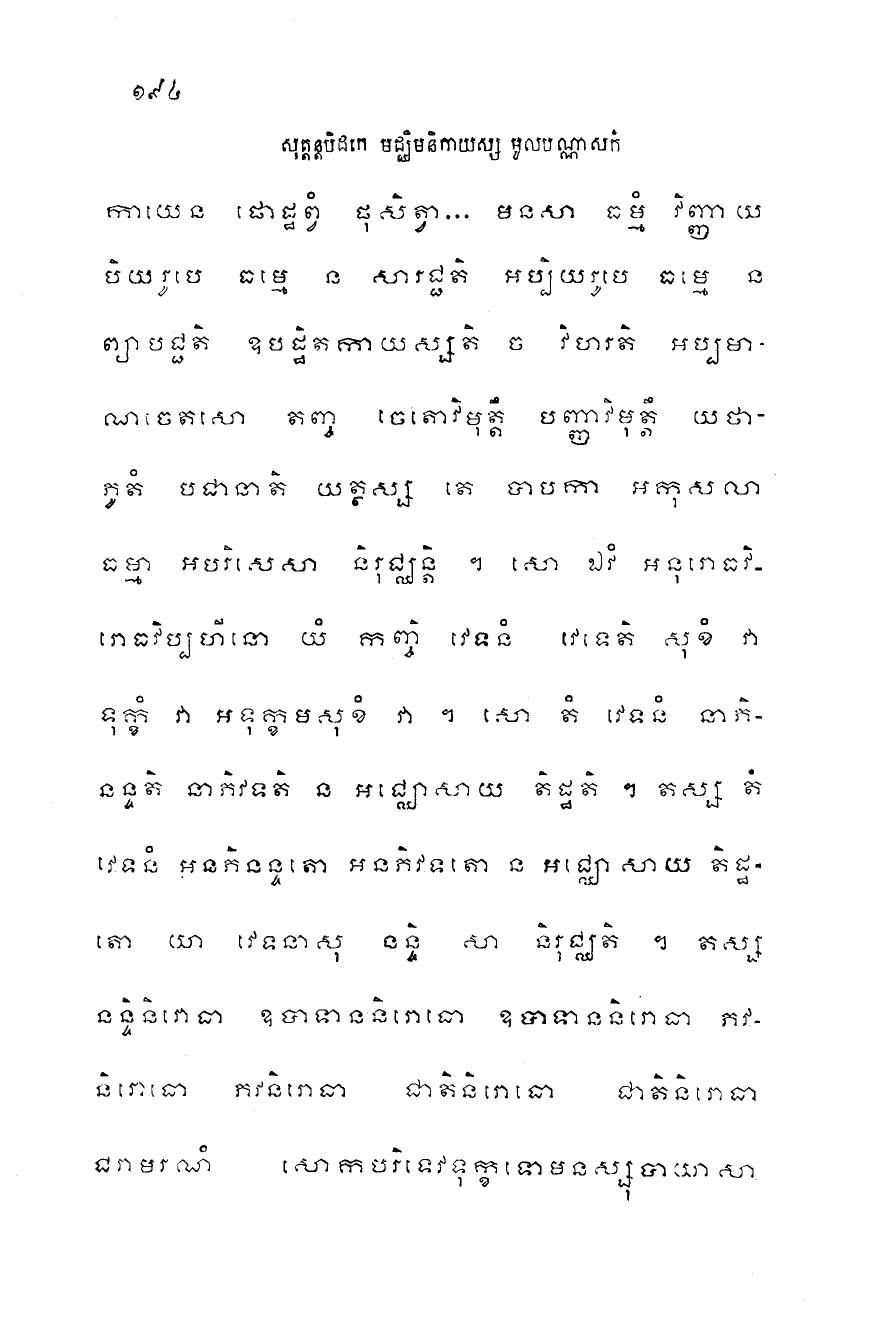 ១៩៤
សុត្តន្តបិដកេ មជ្ឈិមនិកាយស្ស មូលបណ្ណាសកំ
កាយេន ផោដ្ឋព្វំ ផុសិត្វា... មនសា ធម្មំ វិញ្ញាយ
បិយរូបេ ធម្មេ ន សារជ្ជតិ អប្បិយរូបេ ធម្មេ ន
ព្យាបជ្ជតិ ឧបដ្ឋិតកាយស្សតិ ច វិហរតិ អប្បមា-
ណចេតសោ តញ្ច ចេតោវិមុត្តឹ បញ្ញាវិមុត្តឹ យថា-
ភូតំ បជានាតិ យត្ថស្ស តេ បាបកា អកុសលា
ធម្មា អបរិសេសា និរុជ្ឈន្តិ ។ សោ ឯវំ អនុរោធវិ-
រោធវិប្បហីនោ យំ កញ្ចិ វេទនំ វេទេតិ សុខំ វា
ទុក្ខំ វា អទុក្ខមសុខំ វា ។ សោ តំ វេទនំ នាភិ-
នន្ទតិ នាភិវទតិ ន អជ្ឈោសាយ តិដ្ឋតិ ។ តស្ស តំ
វេទនំ អនភិនន្ទតោ អនភិវទតោ ន អជ្ឈោសាយ តិដ្ឋ-
តោ យា វេទនាសុ នន្ទិ សា និរុជ្ឈតិ ។ តស្ស
នន្ទិនិរោធា ឧបាទាននិរោធោ ឧបាទាននិរោធា ភវ-
និរោធោ ភវនិរោធា ជាតិនិរោធោ ជាតិនិរោធា
ជរាមរណំ សោកបរិទេវទុក្ខទោមនស្សុបាយាសា